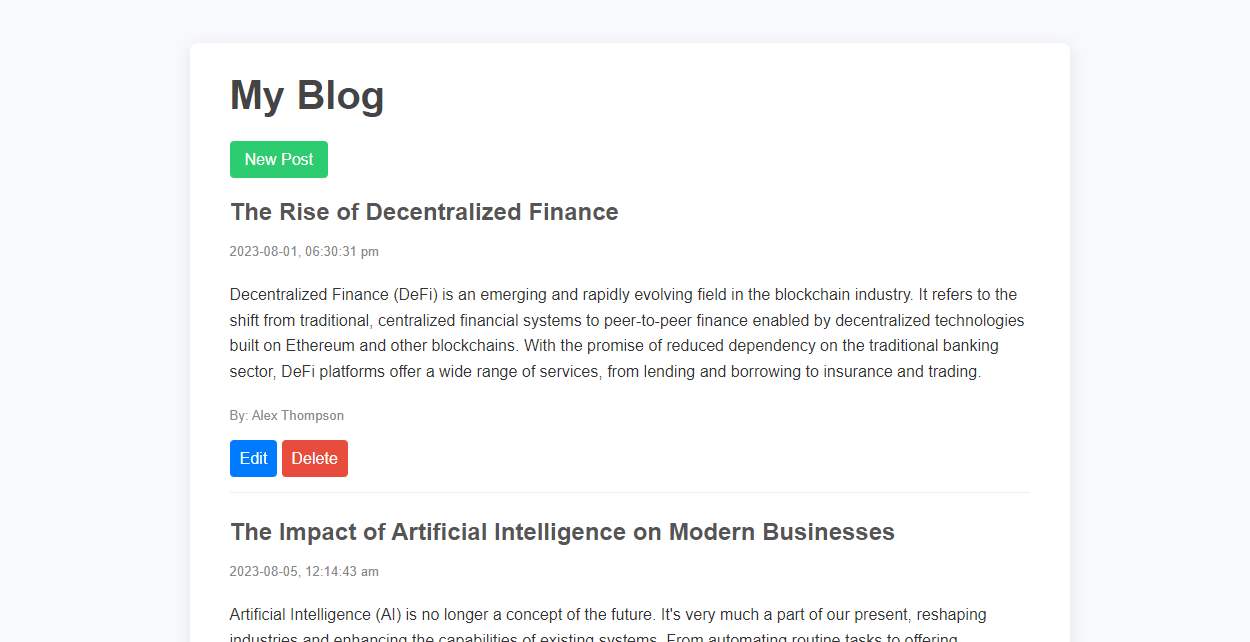 My Blog
New Post
The Rise of Decentralized Finance
2023-08-01, 06:30:31 pm
Decentralized Finance (DeFi) is an emerging and rapidly evolving field in the blockchain industry. It refers to the
shift from traditional, centralized financial systems to peer-to-peer finance enabled by decentralized technologies
built on Ethereum and other blockchains. With the promise of reduced dependency on the traditional banking
sector, DeFi platforms offer a wide range of services, from lending and borrowing to insurance and trading.
By: Alex Thompson
Edit Delete
The Impact of Artificial Intelligence on Modern Businesses
2023-08-05, 12:14:43 am
Artificial Intelligence (AI) is no longer a concept of the future. It's very much a part of our present, reshaping
industries and enhancing the capabilities of existing systems. From automating routine tasks to offering